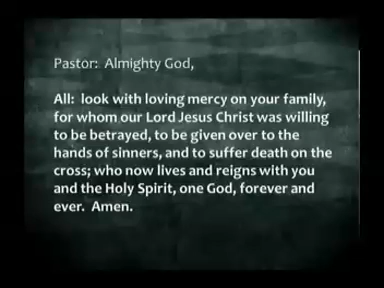 Pastor:  Almighty God,
All:  look with loving mercy on your family,
for whom our Lord Jesus Christ was willing
to be betrayed, to be given over to the
hands of sinners, and to suffer death on the
cross; who now lives and reigns with you
and the Holy Spirit, one God, forever and
ever.  Amen.